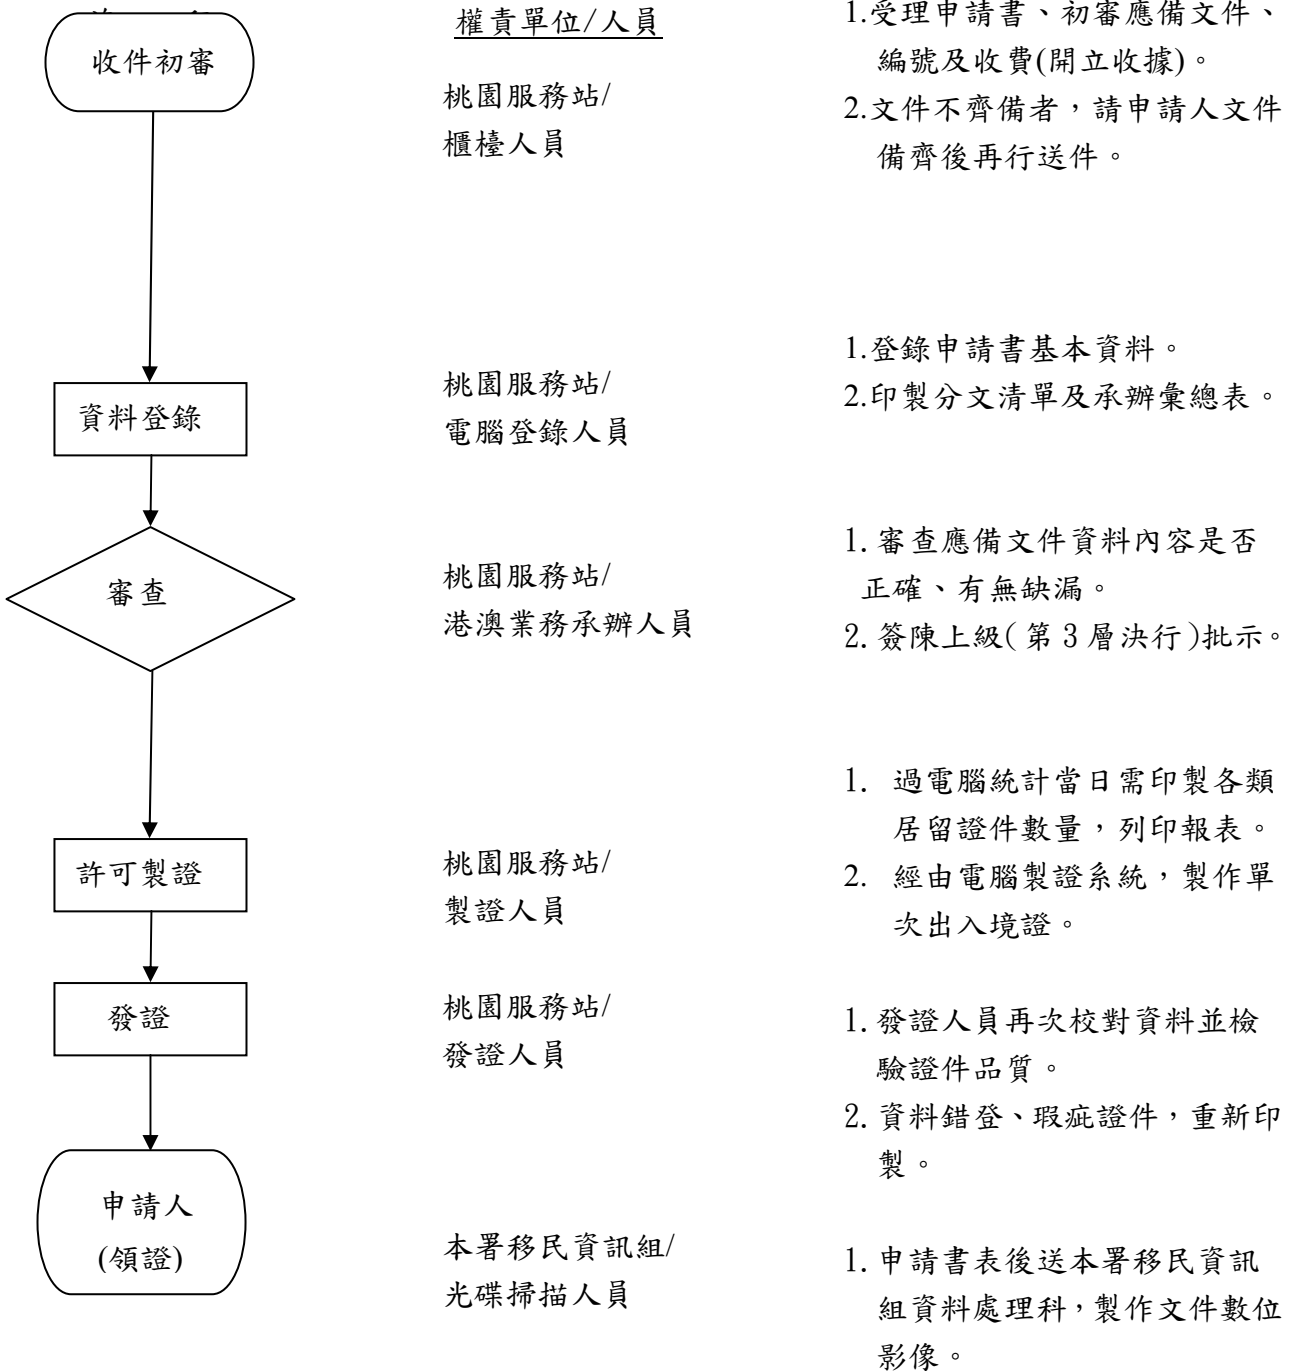 權責單位/人員
1.受理申請書、初審應備文件、
編號及收費(開立收據)。
2.文件不齊備者，請申請人文件
備齊後再行送件。
收件初審
桃園服務站/
櫃檯人員
1.登錄申請書基本資料。
2.印製分文清單及承辦彙總表。
資料登錄
桃園服務站/
電腦登錄人員
1.審查應備文件資料內容是否
正確、有無缺漏。
2.簽陳上級(第3層決行)批示。
審查
桃園服務站/
港澳業務承辦人員
1. 過電腦統計當日需印製各類
居留證件數量，列印報表。
2. 經由電腦製證系統，製作單
次出入境證。
許可製證
桃園服務站/
製證人員
發證
桃園服務站/
發證人員
1.發證人員再次校對資料並檢
驗證件品質。
2.資料錯登、瑕疵證件，重新印
製。
申請人
(領證)
本署移民資訊組/
光碟掃描人員
1.申請書表後送本署移民資訊
組資料處理科，製作文件數位
影像。